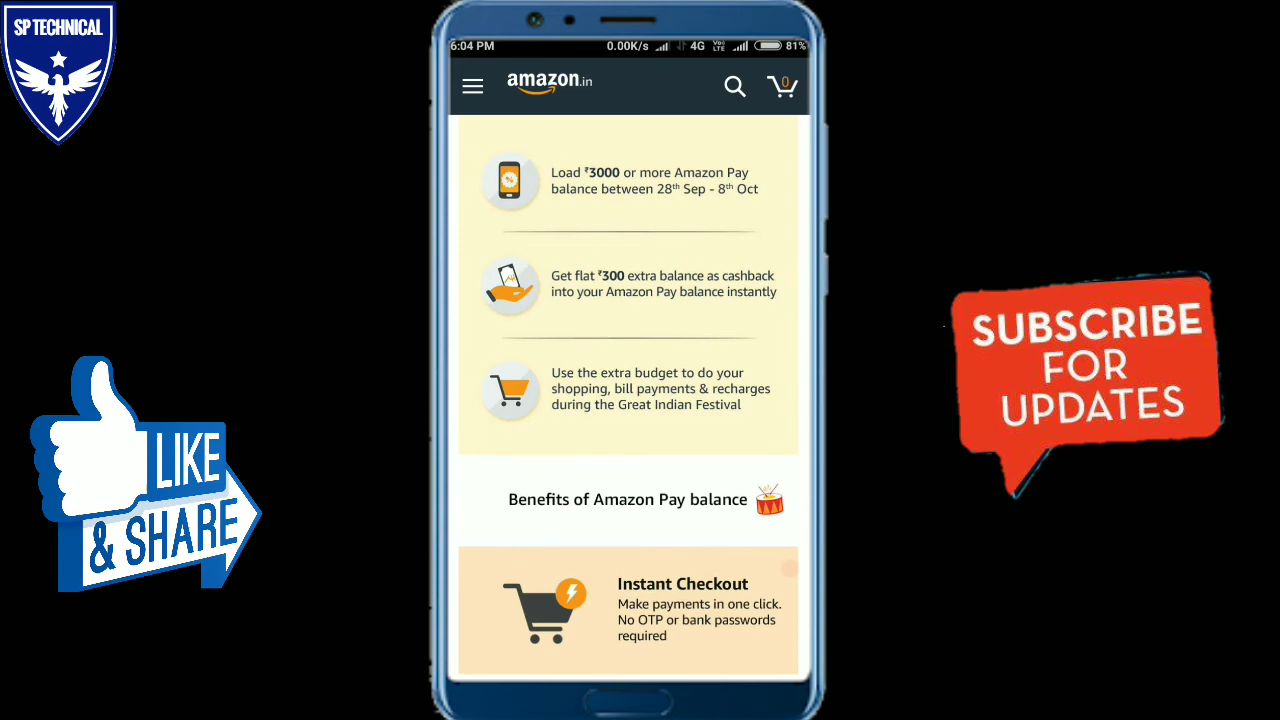 SP TECHNICAL
6:04 PM 0.00K/s 4G Vo LTE 81%
amazon.in
0
Load ₹3000 or more Amazon Pay
balance between 28th Sep - 8th Oct
Get flat ₹300 extra balance as cashback
into your Amazon Pay balance instantly
Use the extra budget to do your
shopping, bill payments & recharges
during the Great Indian Festival
Benefits of Amazon Pay balance
Instant Checkout
Make payments in one click.
No OTP or bank passwords
required
LIKE
& SHARE
SUBSCRIBE
FOR
UPDATES